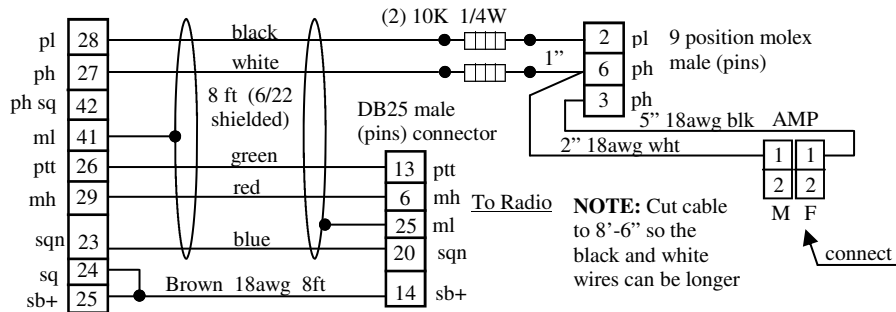 (2) 10K 1/4W
pl 28 black 2 pl 9 position molex
ph 27 white 1” 6 ph male (pins)
ph sq 42 8 ft (6/22 shielded) DB25 male 3 ph
ml 41 (pins) connector 5” 18awg blk AMP
ptt 26 green 13 ptt 2” 18awg wht 1 1
mh 29 red 6 mh To Radio NOTE: Cut cable 2 2
25 ml to 8’-6” so the M F
sqn 23 blue 20 sqn black and white
sq 24 wires can be longer connect
sb+ 25 Brown 18awg 8ft 14 sb+